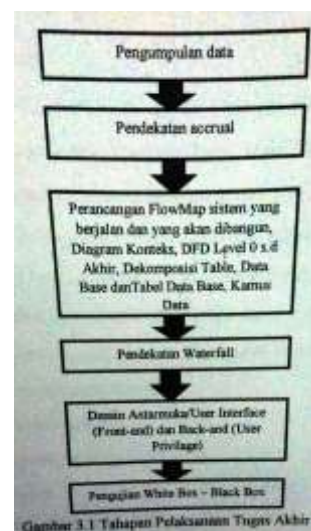 Pengumpulan data
Pendekatan accrual
Perancangan FlowMap sistem yang
berjalan dan yang akan dibangun,
Diagram Konteks, DFD Level 0 s.d
Akhir, Dekomposisi Table, Data
Base danTabel Data Base, Kamus
Data
Pendekatan Waterfall
Desain Antarmuka/User Interface
(Front-end) dan Back-end (User
Privilage)
Pengujian White Box – Black Box
Gambar 3.1 Tahapan Pelaksanaan Tugas Akhir